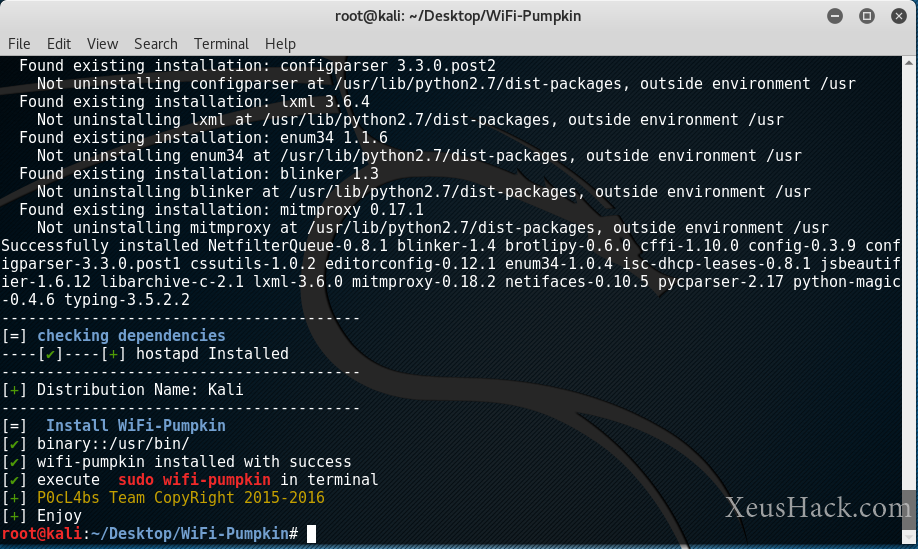 root@kali: ~/Desktop/WiFi-Pumpkin
File Edit View Search Terminal Help
Found existing installation: configparser 3.3.0.post2
Not uninstalling configparser at /usr/lib/python2.7/dist-packages, outside environment /usr
Found existing installation: lxml 3.6.4
Not uninstalling lxml at /usr/lib/python2.7/dist-packages, outside environment /usr
Found existing installation: enum34 1.1.6
Not uninstalling enum34 at /usr/lib/python2.7/dist-packages, outside environment /usr
Found existing installation: blinker 1.3
Not uninstalling blinker at /usr/lib/python2.7/dist-packages, outside environment /usr
Found existing installation: mitmproxy 0.17.1
Not uninstalling mitmproxy at /usr/lib/python2.7/dist-packages, outside environment /usr
Successfully installed NetfilterQueue-0.8.1 blinker-1.4 brotlipy-0.6.0 cffi-1.10.0 config-0.3.9 conf
igparser-3.3.0.post1 cssutils-1.0.2 editorconfig-0.12.1 enum34-1.0.4 isc-dhcp-leases-0.8.1 jsbeautif
ier-1.6.12 libarchive-c-2.1 lxml-3.6.0 mitmproxy-0.18.2 netifaces-0.10.5 pycparser-2.17 python-magic
-0.4.6 typing-3.5.2.2
----------------------------------------
[=] checking dependencies
----[✔]----[+] hostapd Installed
----------------------------------------
[+] Distribution Name: Kali
----------------------------------------
[=]  Install WiFi-Pumpkin
[✔] binary::/usr/bin/
[✔] wifi-pumpkin installed with success
[✔] execute  sudo wifi-pumpkin in terminal
[+] P0cL4bs Team CopyRight 2015-2016
[+] Enjoy
root@kali:~/Desktop/WiFi-Pumpkin#
XeusHack.com